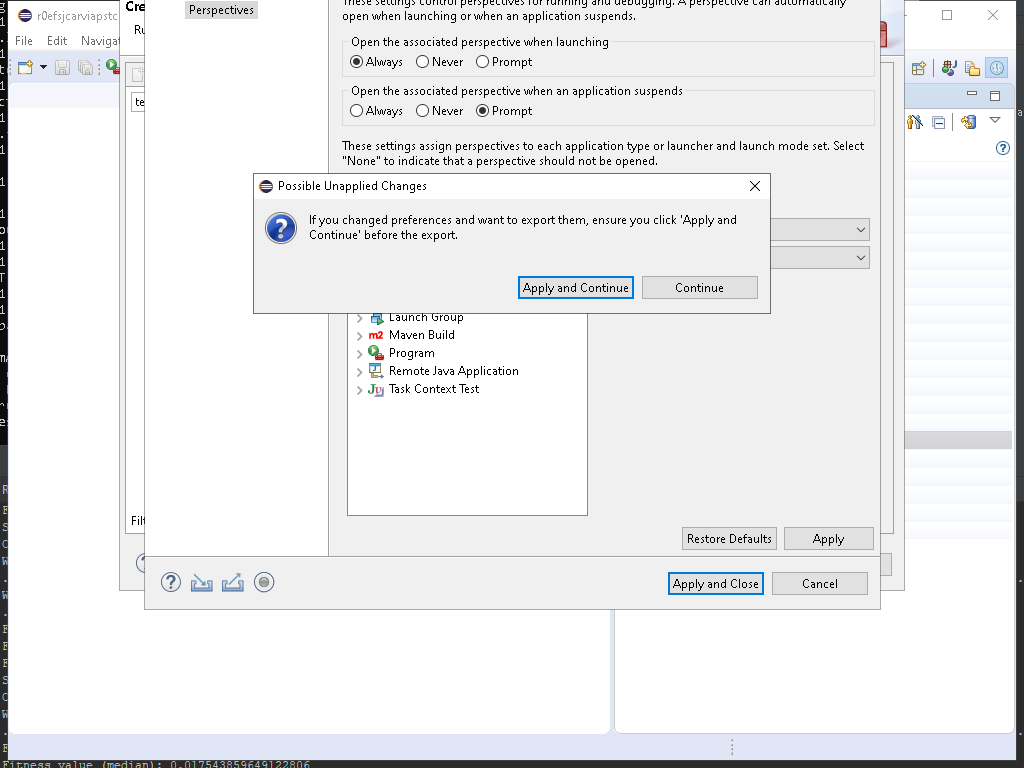 r0efsjcarviapstc
Cre
Perspectives
These settings control perspectives for running and debugging. A perspective can automatically
open when launching or when an application suspends.
File Edit Navigat
Ru
Open the associated perspective when launching
Always Never Prompt
Open the associated perspective when an application suspends
Always Never Prompt
te
These settings assign perspectives to each application type or launcher and launch mode set. Select
"None" to indicate that a perspective should not be opened.
Possible Unapplied Changes
If you changed preferences and want to export them, ensure you click 'Apply and
Continue' before the export.
Apply and Continue Continue
Launch Group
m2 Maven Build
Program
Remote Java Application
Task Context Test
Filt
Restore Defaults Apply
Apply and Close Cancel
Fitness value (median): 0.017543859649122806